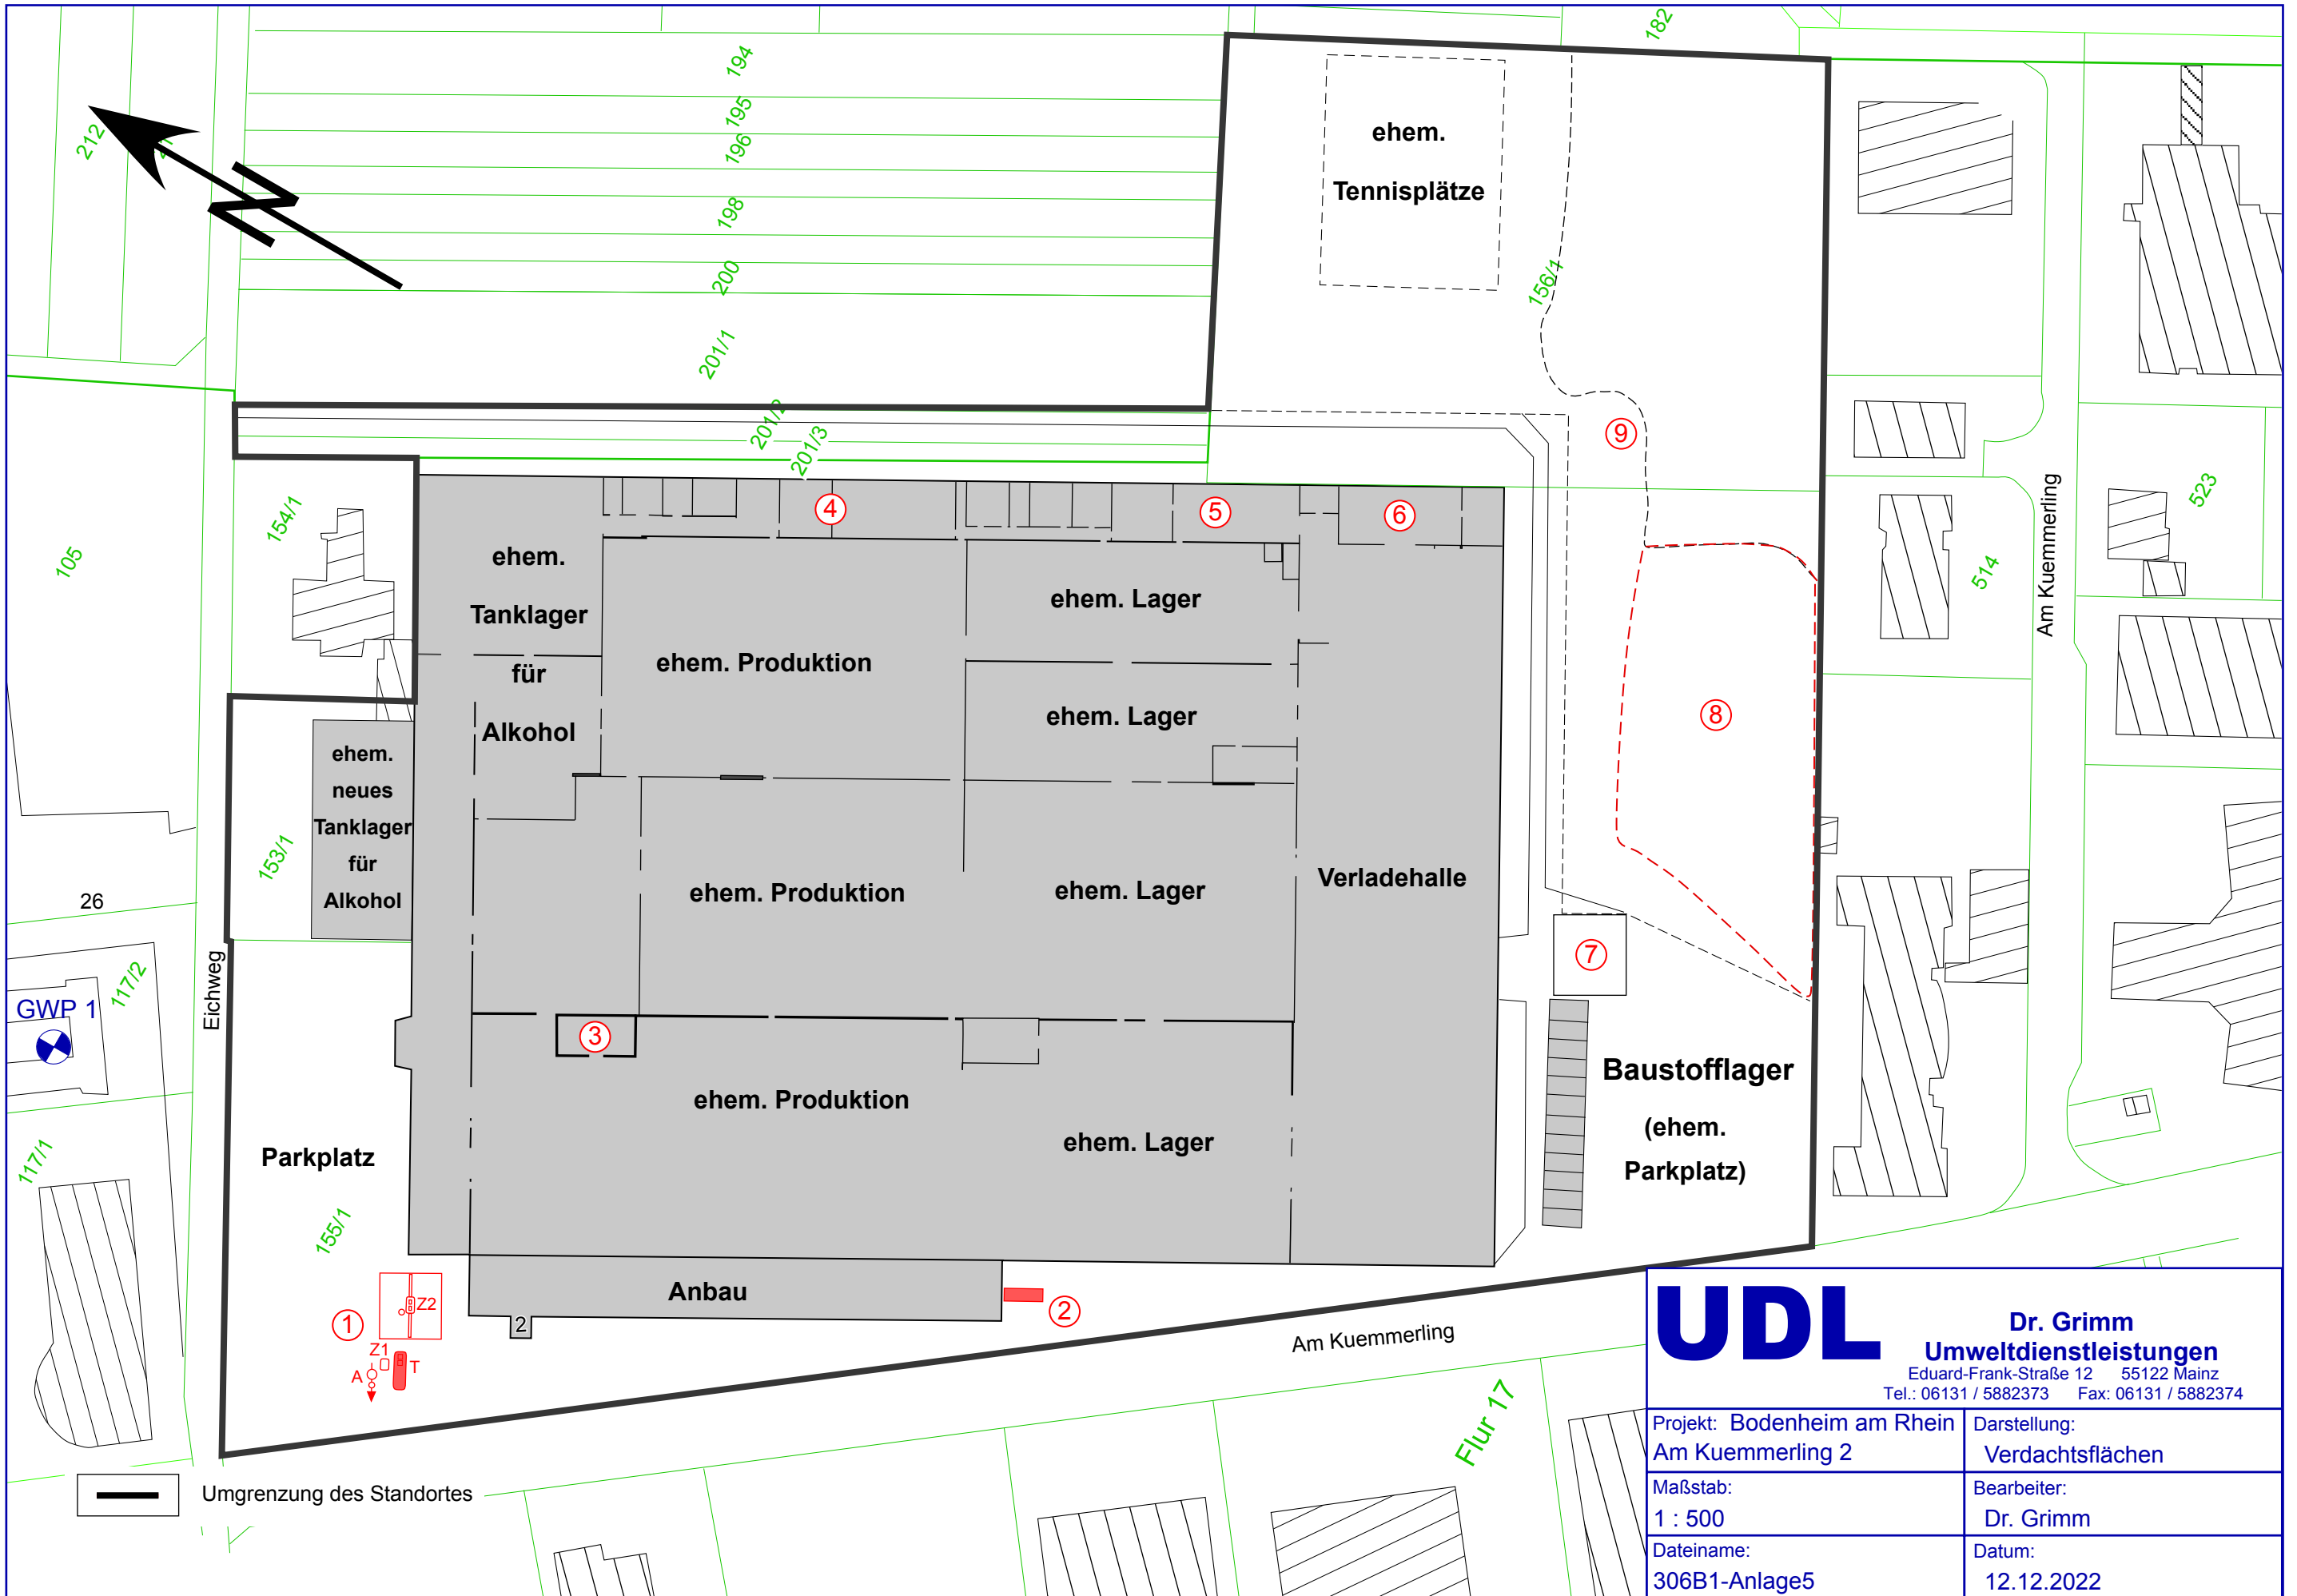 182
194
195
196
198
200
201/1
201/2
201/3
212
N
ehem.
Tennisplätze
156/1
9
4
5
6
154/1
105
ehem.
Tanklager
für
Alkohol
ehem. Produktion
ehem. Lager
ehem. Lager
8
514
523
Am Kuemmerling
ehem.
neues
Tanklager
für
Alkohol
153/1
26
ehem. Produktion
ehem. Lager
Verladehalle
7
117/2
GWP 1
Eichweg
3
ehem. Produktion
ehem. Lager
Baustofflager
(ehem.
Parkplatz)
117/1
Parkplatz
155/1
Anbau
2
2
1
Z2
Z1
A
T
Am Kuemmerling
Flur 17
Umgrenzung des Standortes
UDL
Dr. Grimm
Umweltdienstleistungen
Eduard-Frank-Straße 12 55122 Mainz
Tel.: 06131 / 5882373 Fax: 06131 / 5882374
Projekt: Bodenheim am Rhein
Am Kuemmerling 2
Darstellung:
Verdachtsflächen
Maßstab:
1 : 500
Bearbeiter:
Dr. Grimm
Dateiname:
306B1-Anlage5
Datum:
12.12.2022